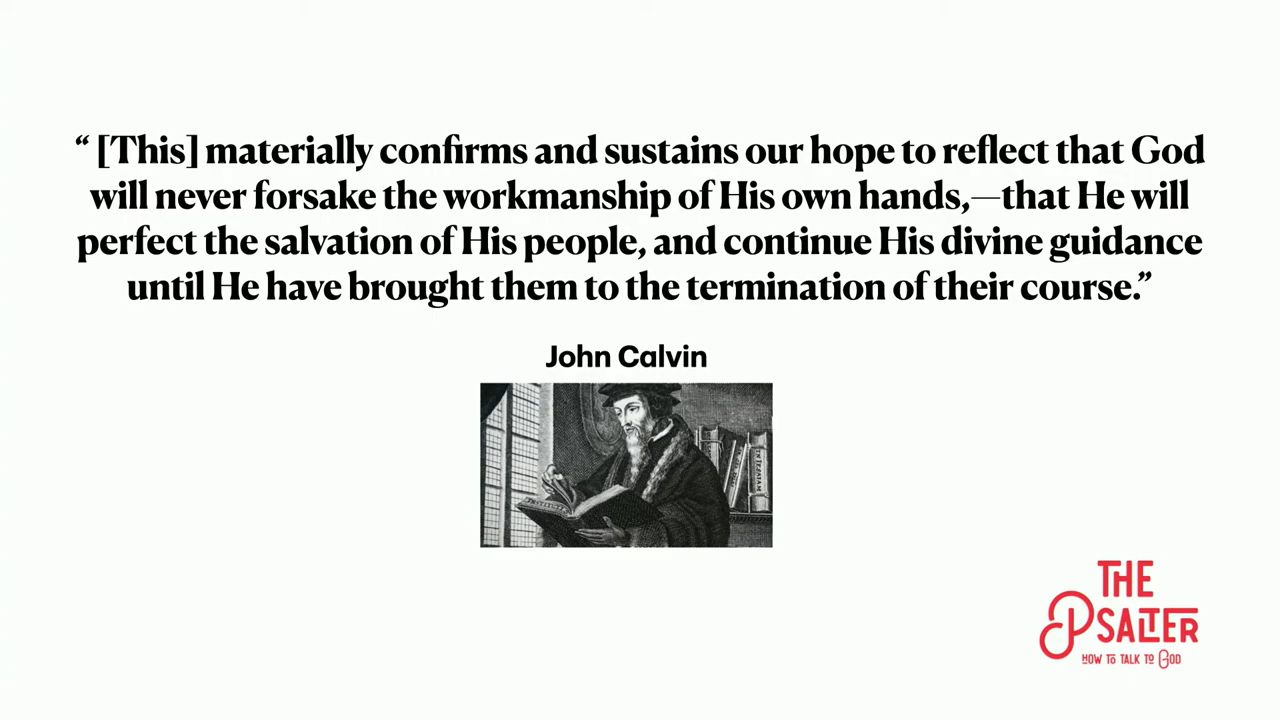 “ [This] materially confirms and sustains our hope to reflect that God
will never forsake the workmanship of His own hands,—that He will
perfect the salvation of His people, and continue His divine guidance
until He have brought them to the termination of their course.”
John Calvin
THE
PSALTER
HOW TO TALK TO GOD